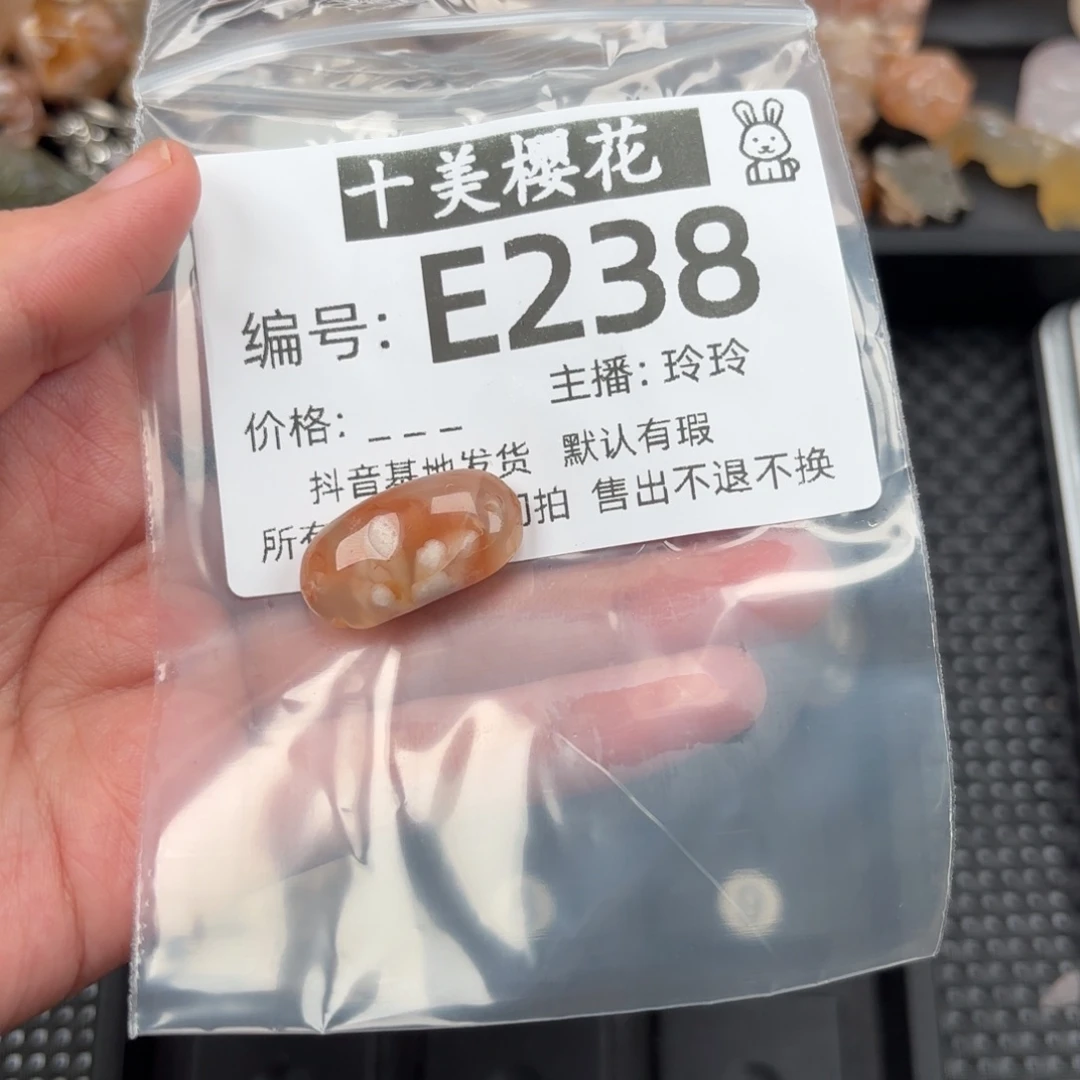 十美樱花
编号: E238
主播: 玲玲
价格: _ _ _
抖音基地发货 默认有瑕
所有 拍 售出不退不换